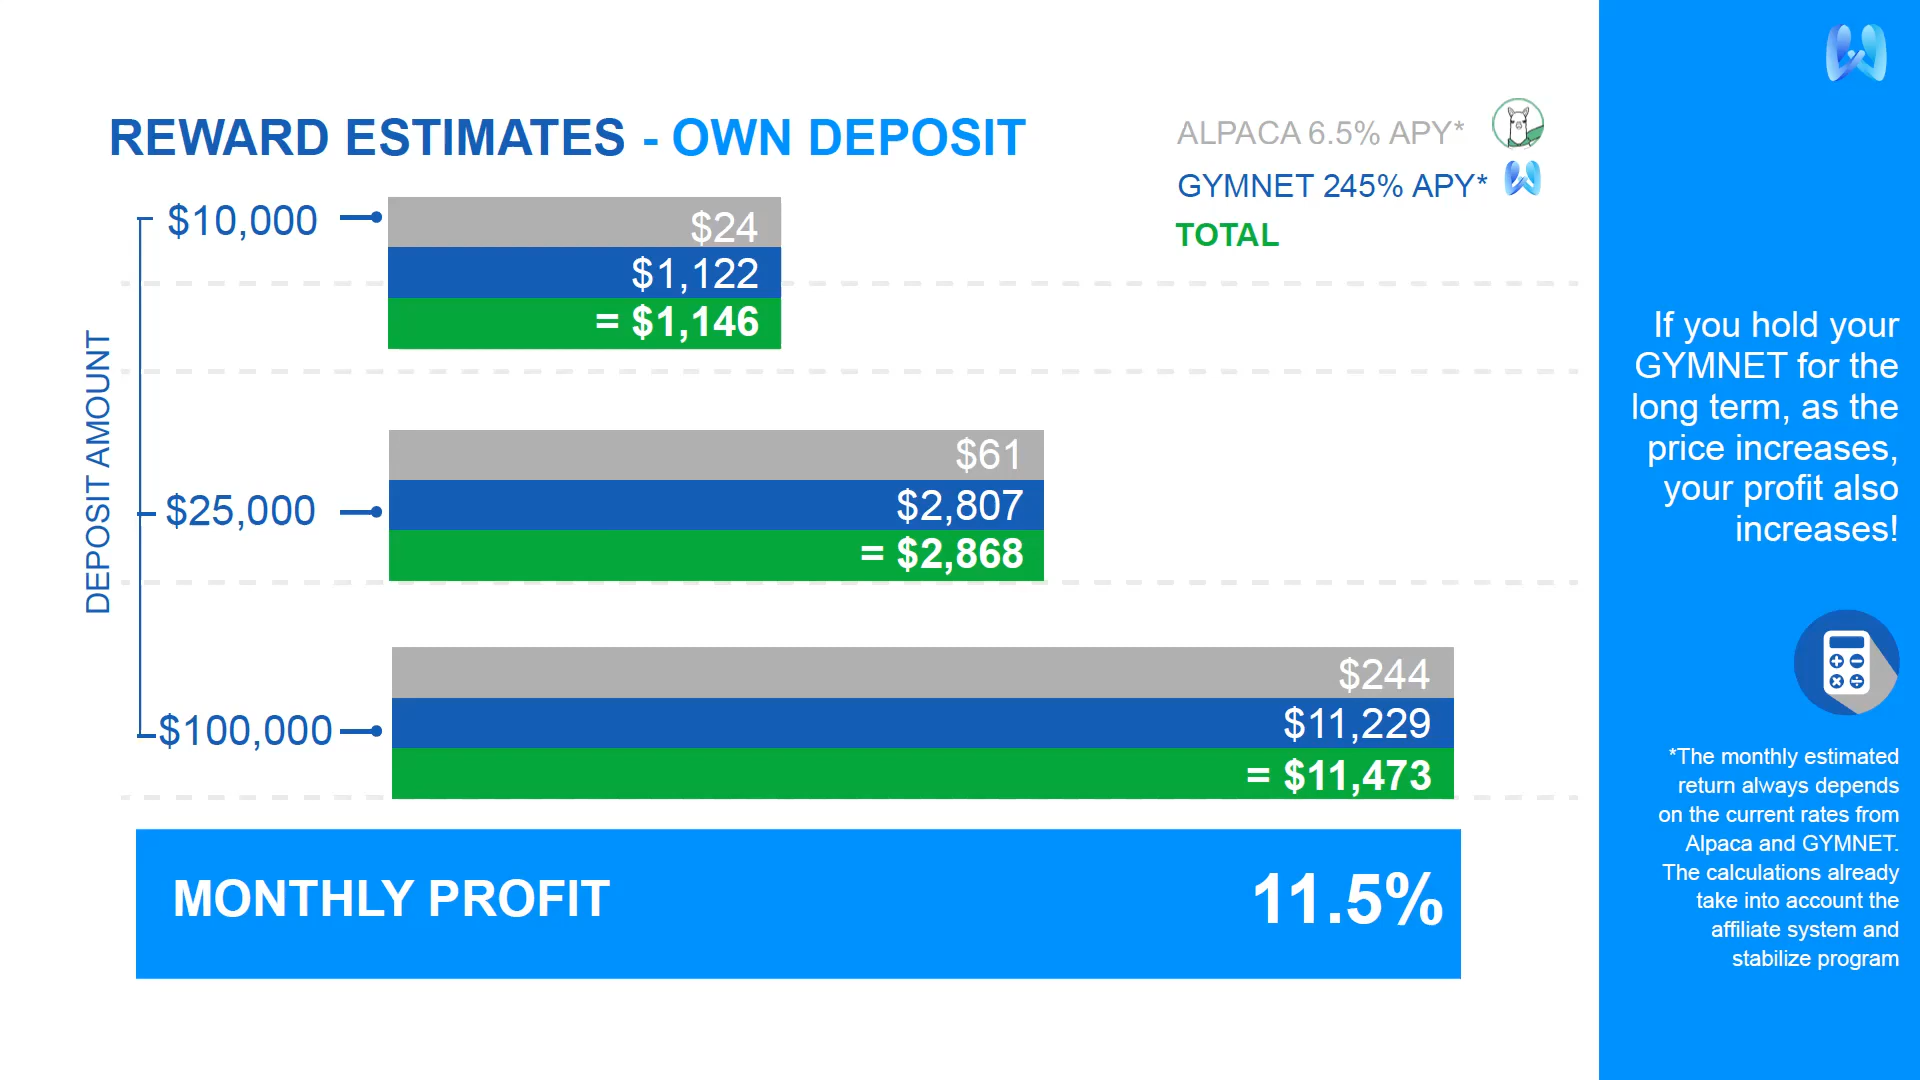 REWARD ESTIMATES - OWN DEPOSIT
ALPACA 6.5% APY*
GYMNET 245% APY*
TOTAL
DEPOSIT AMOUNT
$10,000
$24
$1,122
= $1,146
$25,000
$61
$2,807
= $2,868
$100,000
$244
$11,229
= $11,473
MONTHLY PROFIT 11.5%
If you hold your
GYMNET for the
long term, as the
price increases,
your profit also
increases!
*The monthly estimated
return always depends
on the current rates from
Alpaca and GYMNET.
The calculations already
take into account the
affiliate system and
stabilize program